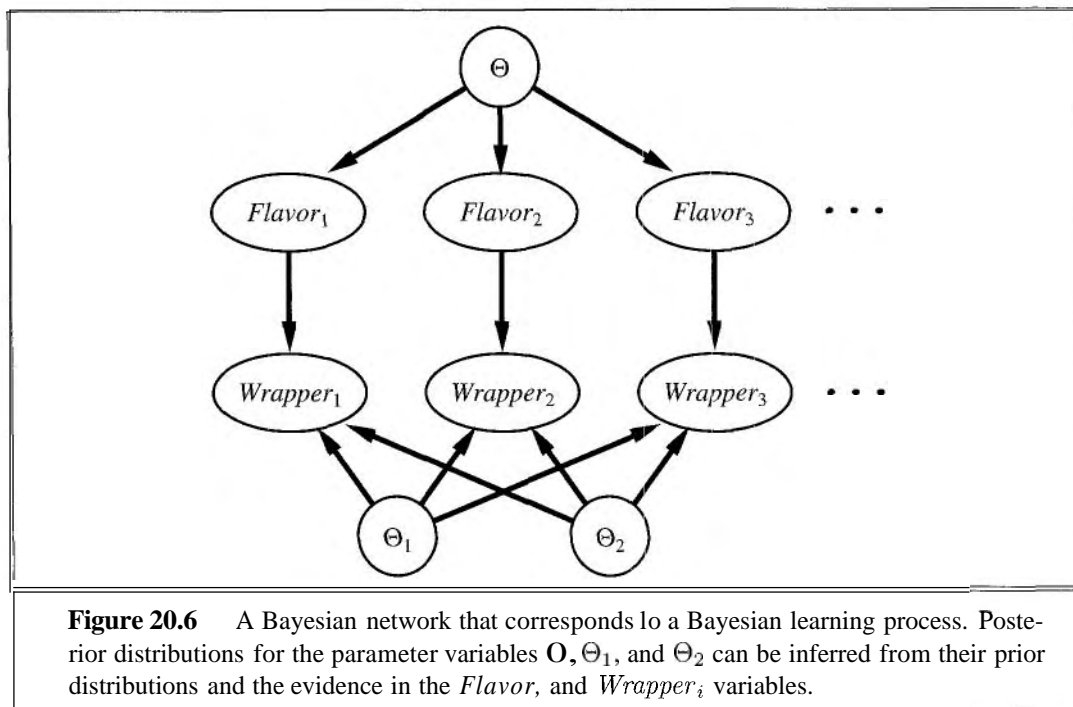 Θ
Flavor₁ Flavor₂ Flavor₃ • • •
Wrapper₁ Wrapper₂ Wrapper₃ • • •
Θ₁ Θ₂
Figure 20.6 A Bayesian network that corresponds lo a Bayesian learning process. Poste-
rior distributions for the parameter variables O, Θ₁, and Θ₂ can be inferred from their prior
distributions and the evidence in the Flavor, and Wrapperᵢ variables.